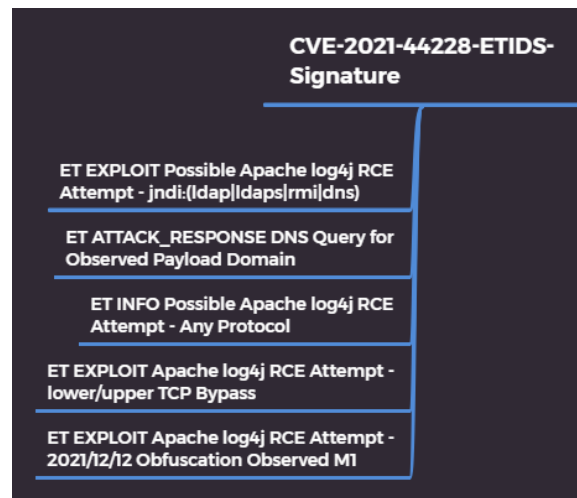 CVE-2021-44228-ETIDS-
Signature
ET EXPLOIT Possible Apache log4j RCE
Attempt - jndi:(ldap|ldaps|rmi|dns)
ET ATTACK_RESPONSE DNS Query for
Observed Payload Domain
ET INFO Possible Apache log4j RCE
Attempt - Any Protocol
ET EXPLOIT Apache log4j RCE Attempt -
lower/upper TCP Bypass
ET EXPLOIT Apache log4j RCE Attempt -
2021/12/12 Obfuscation Observed M1